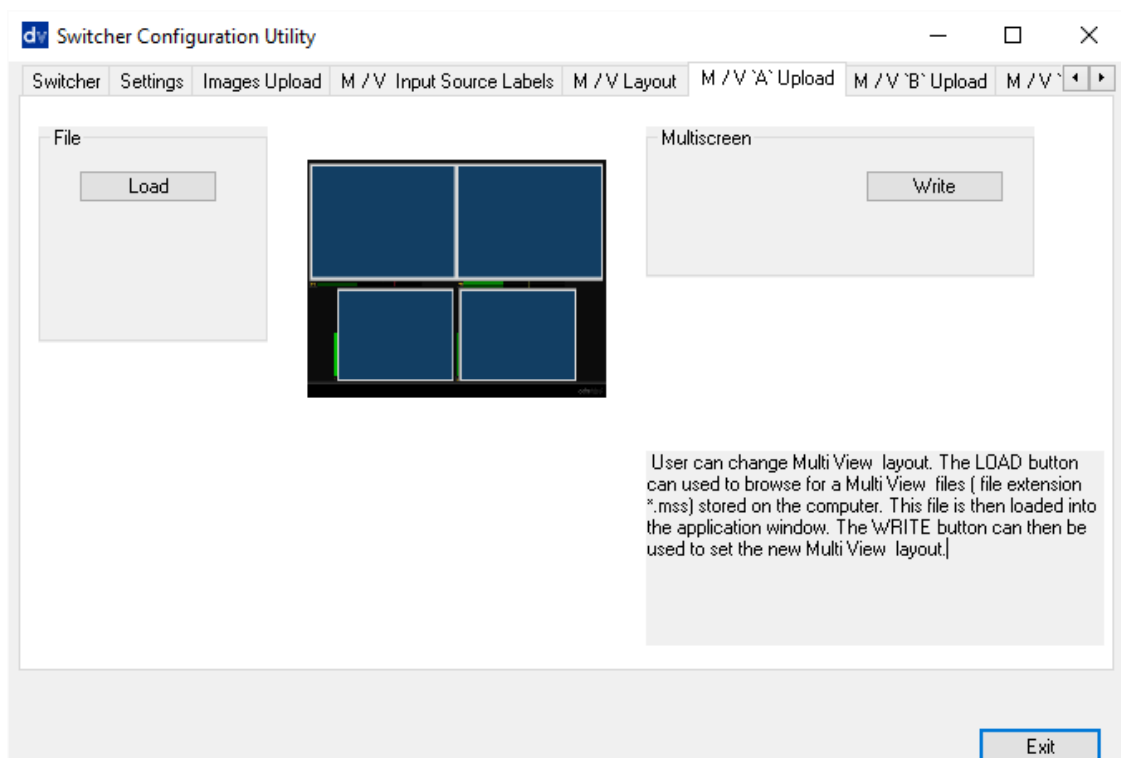 dv Switcher Configuration Utility
Switcher Settings Images Upload M / V Input Source Labels M / V Layout M / V `A` Upload M / V `B` Upload M / V `
File
Load
Multiscreen
Write
User can change Multi View layout. The LOAD button
can used to browse for a Multi View files ( file extension
*.mss) stored on the computer. This file is then loaded into
the application window. The WRITE button can then be
used to set the new Multi View layout.
Exit